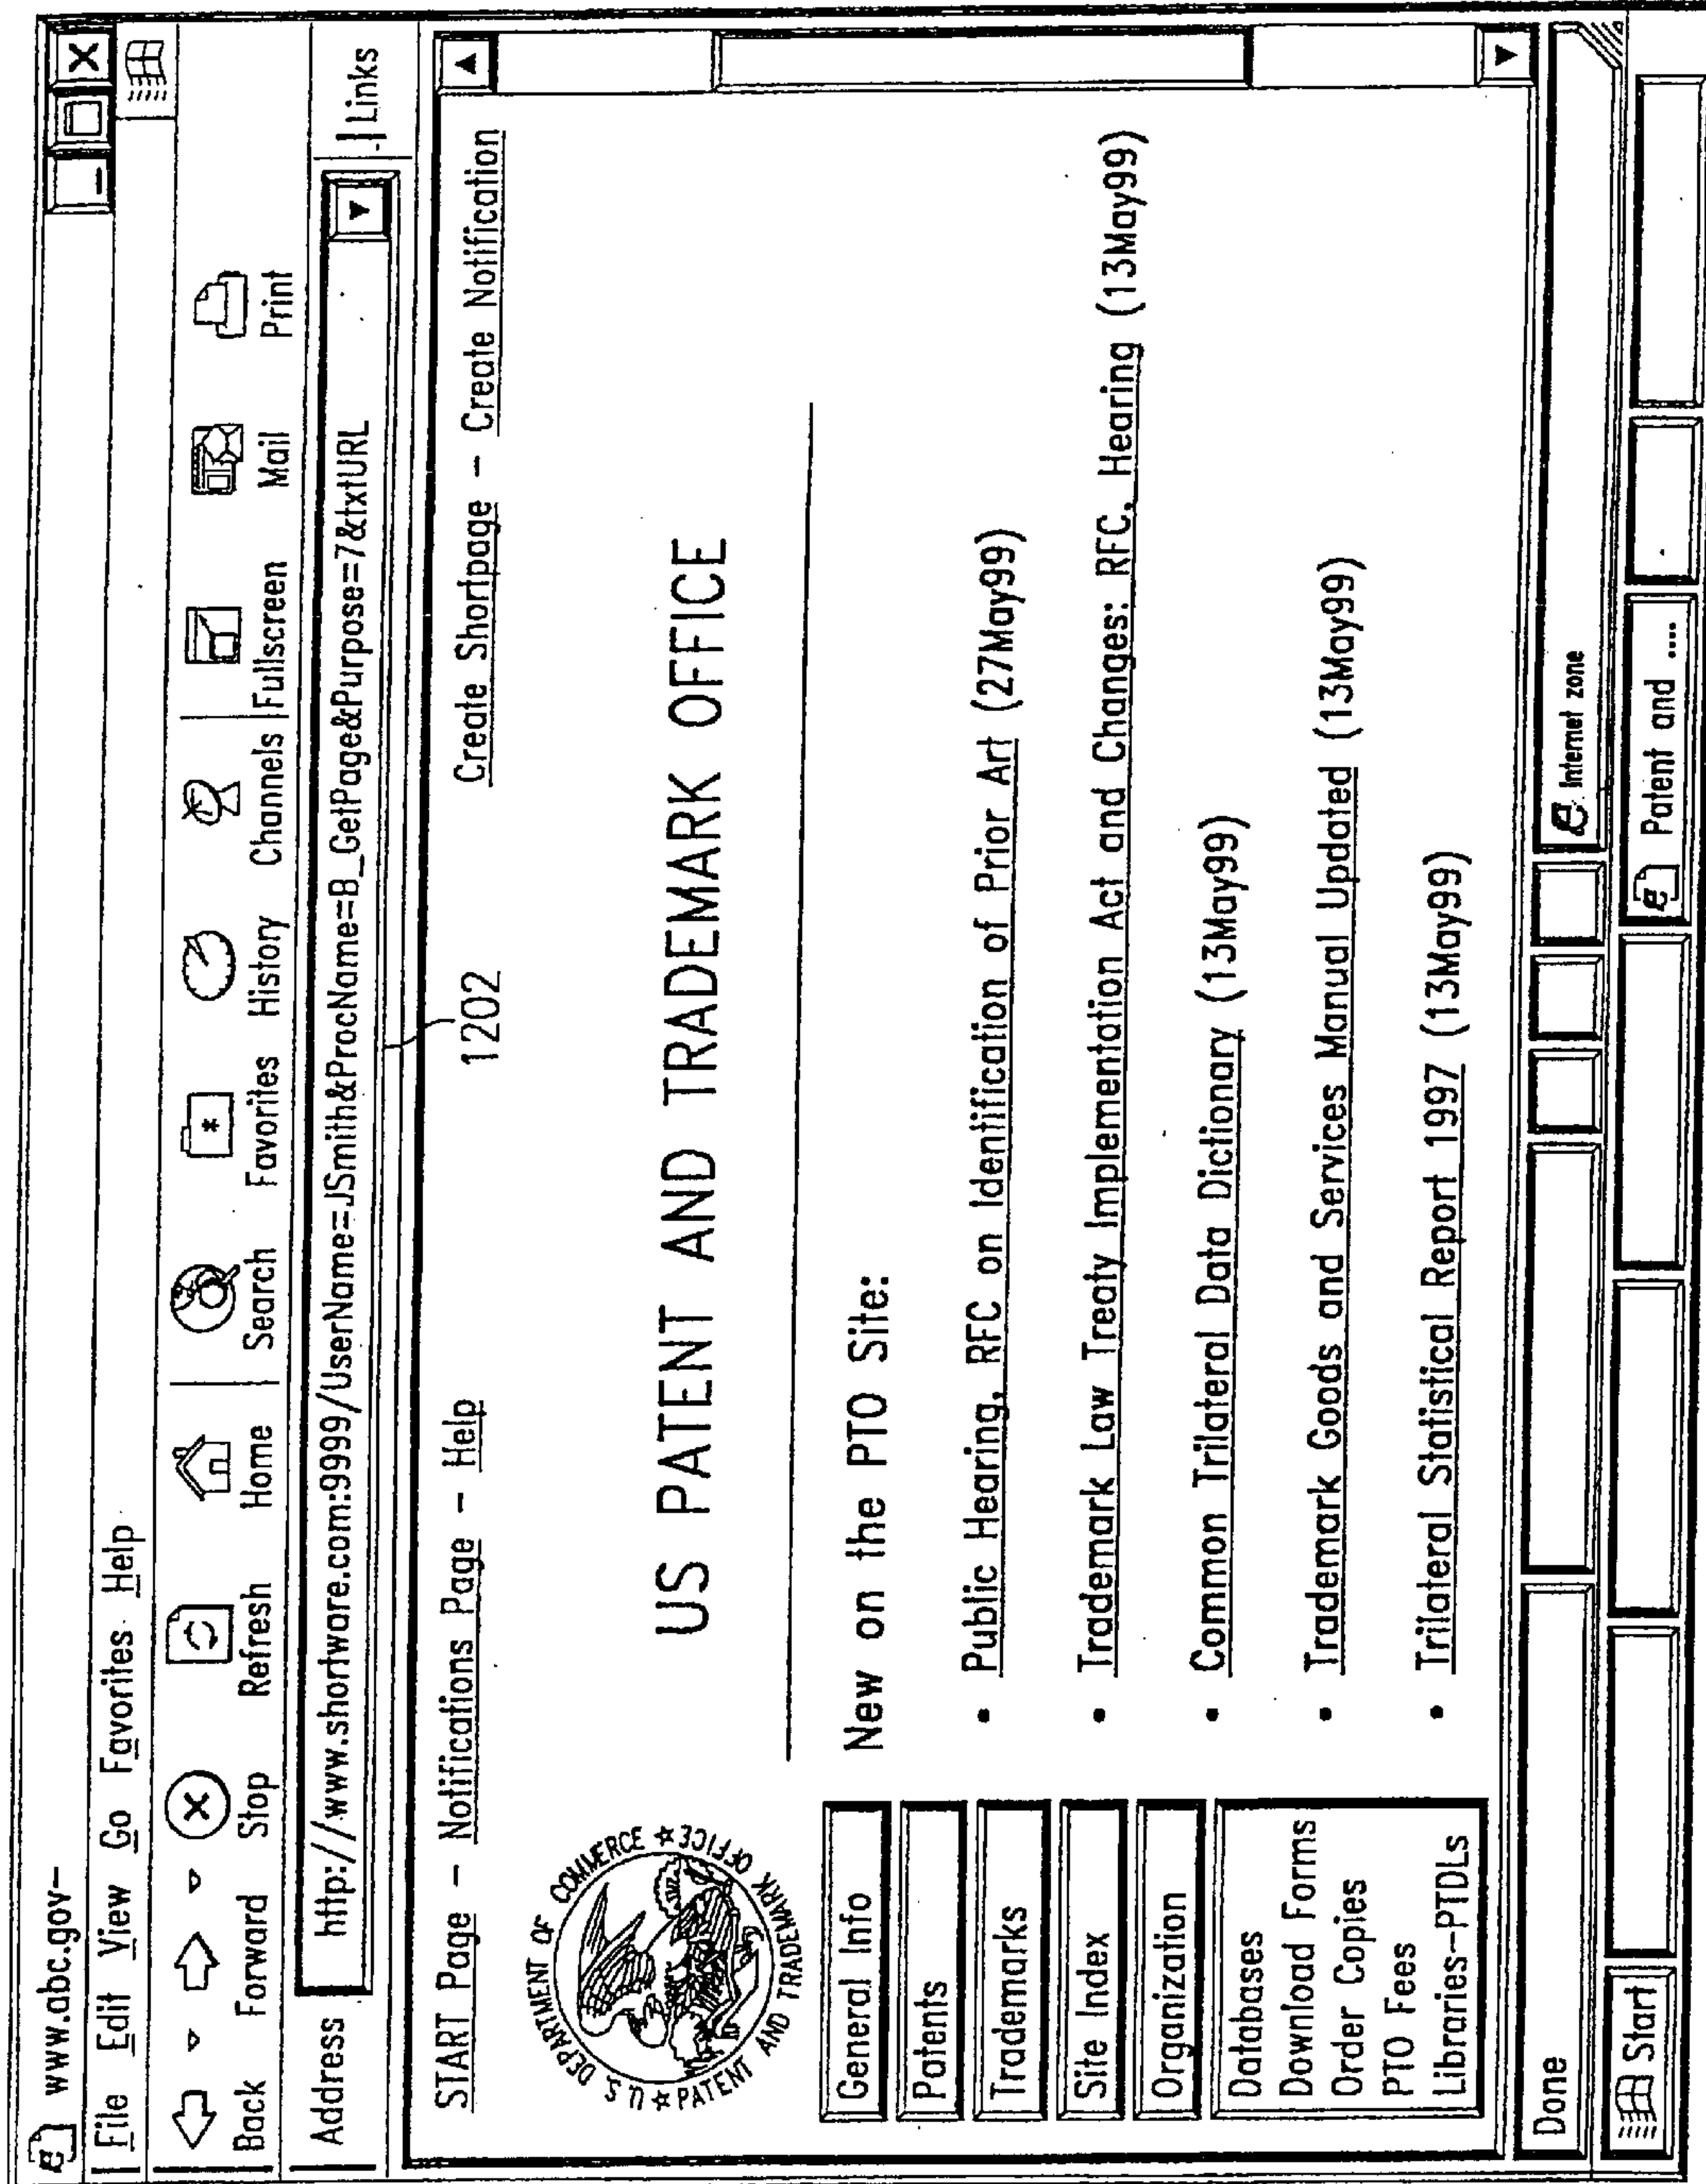 www.abc.gov-
File Edit View Go Favorites Help
Back Forward Stop Refresh Home Search Favorites History Channels Fullscreen Mail Print
Address http://www.shortware.com:9999/UserName=JSmith&ProcName=B_GetPage&Purpose=7&txtURL Links
1202
START Page - Notifications Page - Help Create Shortpage - Create Notification
U.S. DEPARTMENT OF COMMERCE ☆ PATENT AND TRADEMARK OFFICE ☆
US PATENT AND TRADEMARK OFFICE
General Info
Patents
Trademarks
Site Index
Organization
Databases
Download Forms
Order Copies
PTO Fees
Libraries-PTDLs
New on the PTO Site:
• Public Hearing, RFC on Identification of Prior Art (27May99)
• Trademark Law Treaty Implementation Act and Changes: RFC, Hearing (13May99)
• Common Trilateral Data Dictionary (13May99)
• Trademark Goods and Services Manual Updated (13May99)
• Trilateral Statistical Report 1997 (13May99)
Done Internet zone
Start Patent and ....